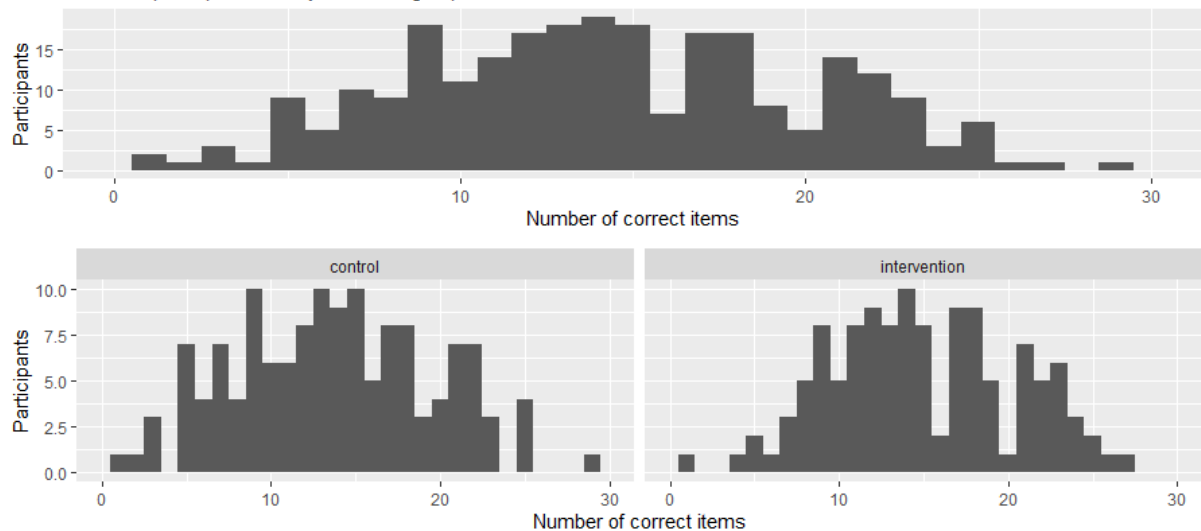 Participants
15
10
5
0
0 10 20 30
Number of correct items
control intervention
Participants
10.0
7.5
5.0
2.5
0.0
0 10 20 30 0 10 20 30
Number of correct items